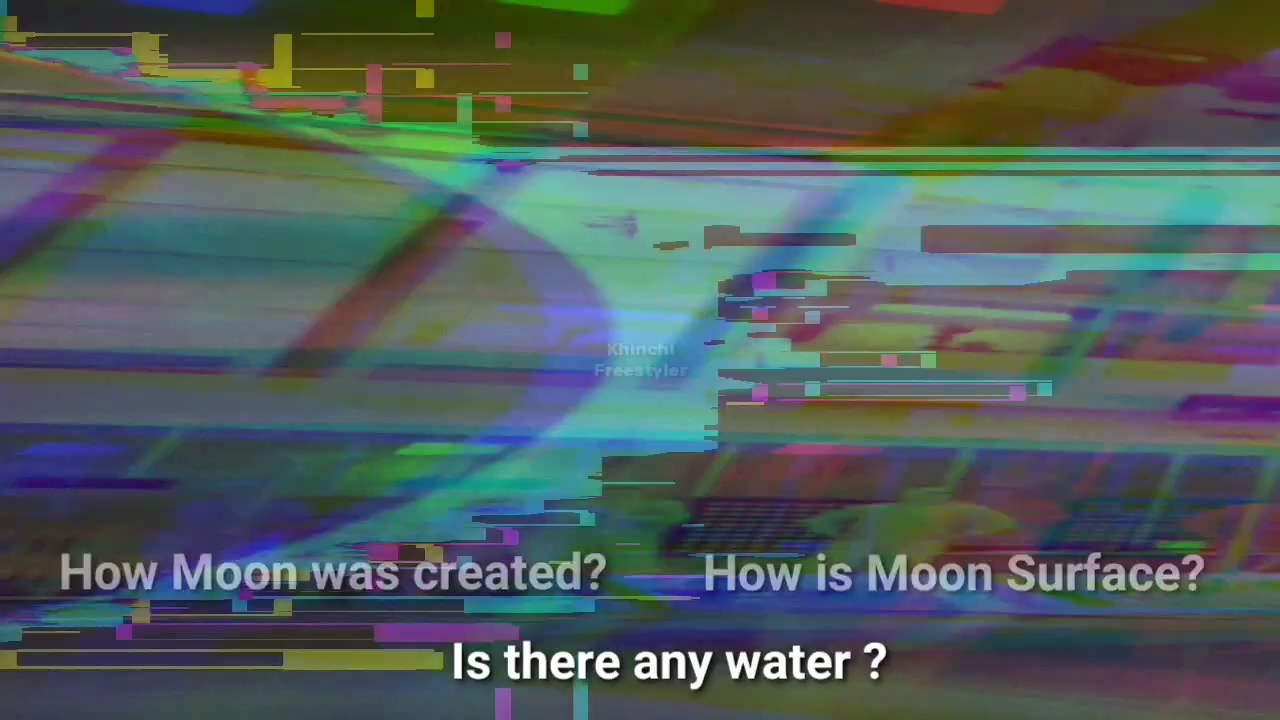 Khinchi
Freestyler
How Moon was created?
How is Moon Surface?
Is there any water ?